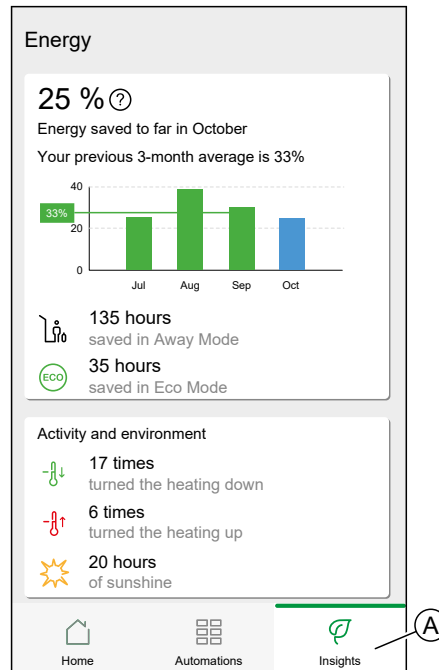 Energy
25 % ?
Energy saved to far in October
Your previous 3-month average is 33%
40
33%
20
0
Jul Aug Sep Oct
135 hours
saved in Away Mode
ECO
35 hours
saved in Eco Mode
Activity and environment
17 times
turned the heating down
6 times
turned the heating up
20 hours
of sunshine
A
Home Automations Insights